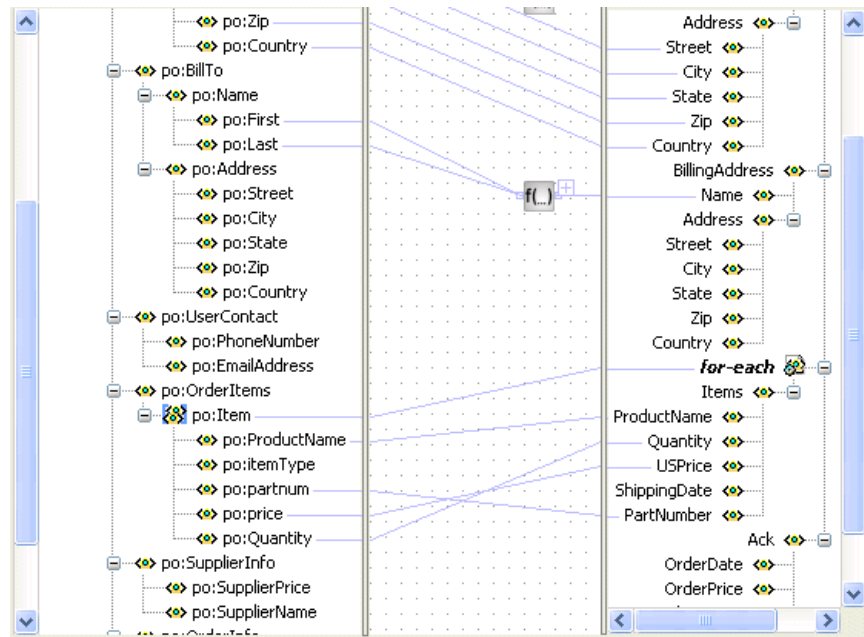 po:Zip
po:Country
po:BillTo
po:Name
po:First
po:Last
po:Address
po:Street
po:City
po:State
po:Zip
po:Country
po:UserContact
po:PhoneNumber
po:EmailAddress
po:OrderItems
po:Item
po:ProductName
po:itemType
po:partnum
po:price
po:Quantity
po:SupplierInfo
po:SupplierPrice
po:SupplierName
f(...)
Address
Street
City
State
Zip
Country
BillingAddress
Name
Address
Street
City
State
Zip
Country
for-each
Items
ProductName
Quantity
USPrice
ShippingDate
PartNumber
Ack
OrderDate
OrderPrice